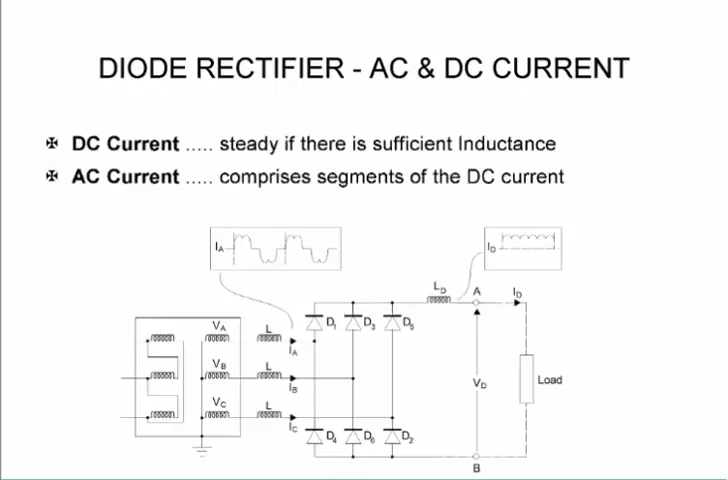 DIODE RECTIFIER - AC & DC CURRENT
✠ DC Current ..... steady if there is sufficient Inductance
✠ AC Current ..... comprises segments of the DC current
IA
ID
LD A ID
VA L D1 D3 D5
IA
VB L
IB
VD Load
VC L
IC
D4 D6 D2
B